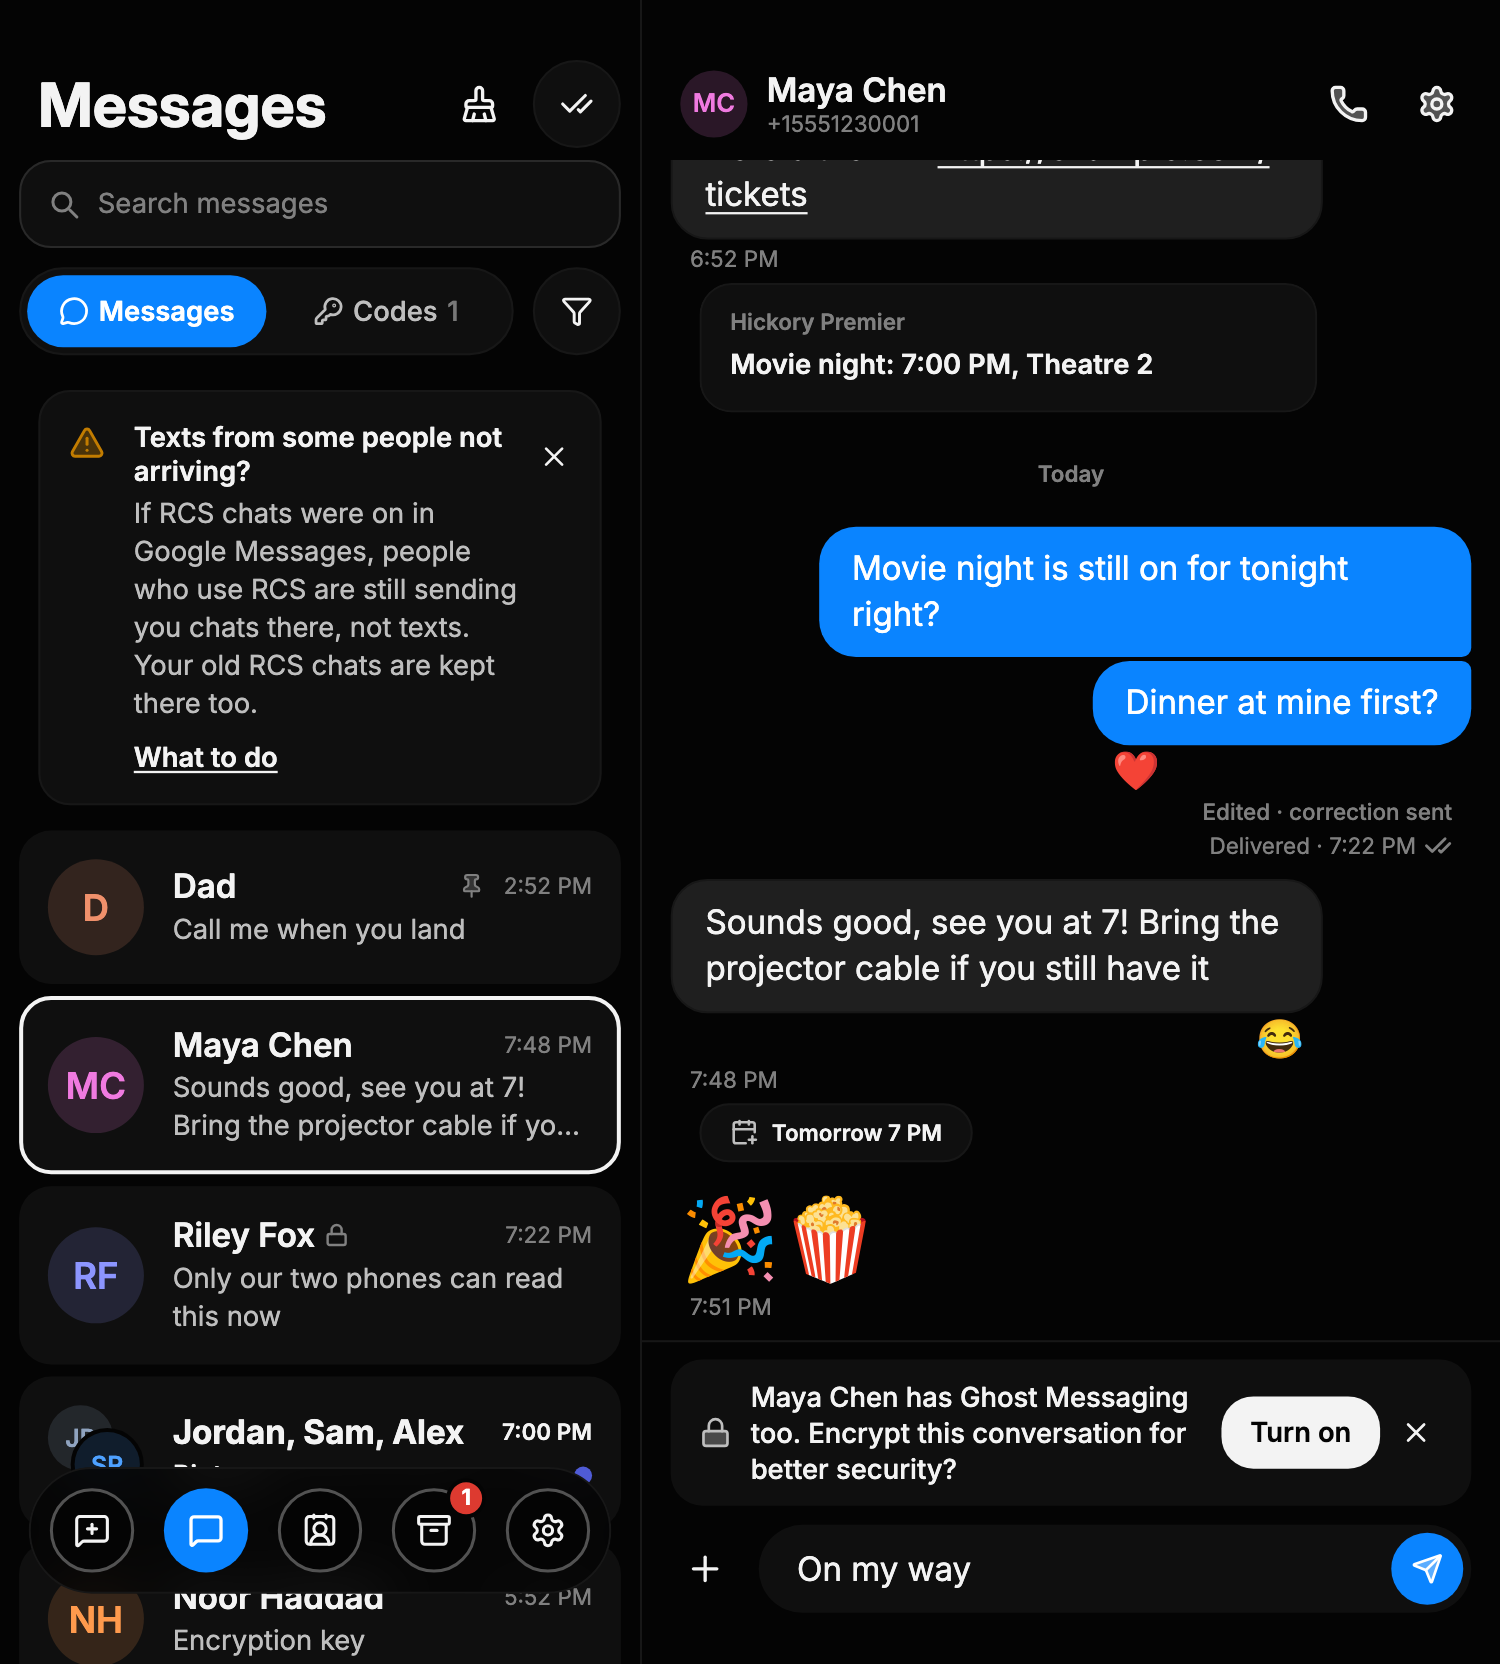 Messages
Search messages
Messages
Codes 1
Texts from some people not
arriving?
If RCS chats were on in
Google Messages, people
who use RCS are still sending
you chats there, not texts.
Your old RCS chats are kept
there too.
What to do
D
Dad
2:52 PM
Call me when you land
MC
Maya Chen
7:48 PM
Sounds good, see you at 7!
Bring the projector cable if yo...
RF
Riley Fox
7:22 PM
Only our two phones can read
this now
Jordan, Sam, Alex
7:00 PM
SR
1
NH
Noor Haddad
5:52 PM
Encryption key
MC
Maya Chen
+15551230001
tickets
6:52 PM
Hickory Premier
Movie night: 7:00 PM, Theatre 2
Today
Movie night is still on for tonight
right?
Dinner at mine first?
Edited · correction sent
Delivered · 7:22 PM
Sounds good, see you at 7! Bring the
projector cable if you still have it
7:48 PM
Tomorrow 7 PM
7:51 PM
Maya Chen has Ghost Messaging
too. Encrypt this conversation for
better security?
Turn on
On my way